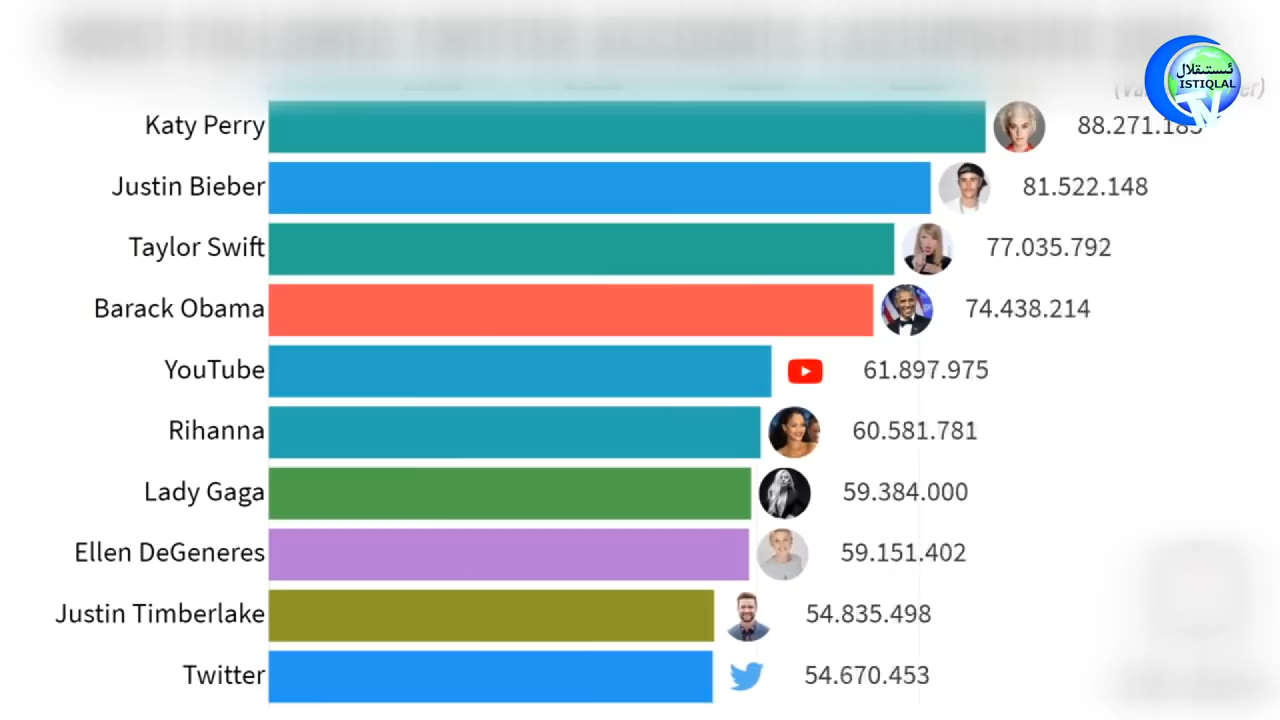 ئىستىقلال
ISTIQLAL
TV
Katy Perry
Justin Bieber
81.522.148
Taylor Swift
77.035.792
Barack Obama
74.438.214
YouTube
61.897.975
Rihanna
60.581.781
Lady Gaga
59.384.000
Ellen DeGeneres
59.151.402
Justin Timberlake
54.835.498
Twitter
54.670.453